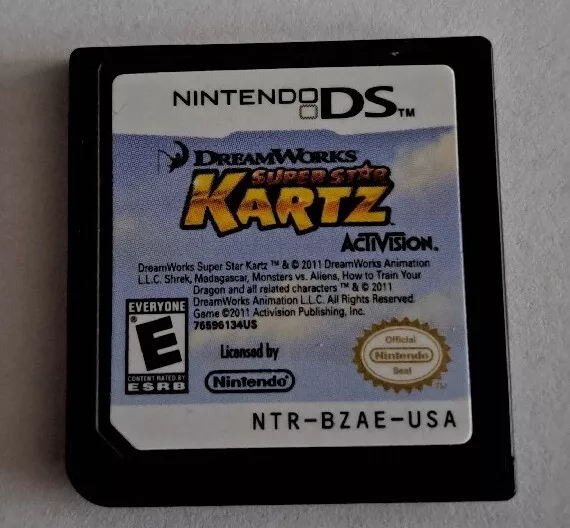 NINTENDO DS™
DREAMWORKS
SUPER STAR
KARTZ
ACTIVISION.
DreamWorks Super Star Kartz ™ & © 2011 DreamWorks Animation
L.L.C. Shrek, Madagascar, Monsters vs. Aliens, How to Train Your
Dragon and all related characters ™ & © 2011
DreamWorks Animation L.L.C. All Rights Reserved.
Game ©2011 Activision Publishing, Inc.
76596134US
EVERYONE
E
CONTENT RATED BY
ESRB
Licensed by
Nintendo
Official
Nintendo
Seal
TM
NTR-BZAE-USA